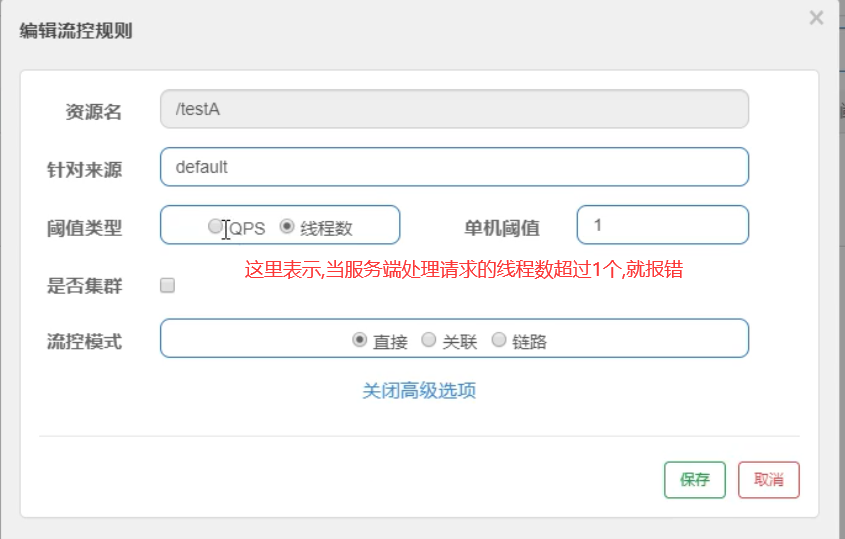 编辑流控规则
×
资源名 /testA
针对来源 default
阈值类型 QPS 线程数 单机阈值 1
这里表示,当服务端处理请求的线程数超过1个,就报错
是否集群
流控模式 直接 关联 链路
关闭高级选项
保存 取消